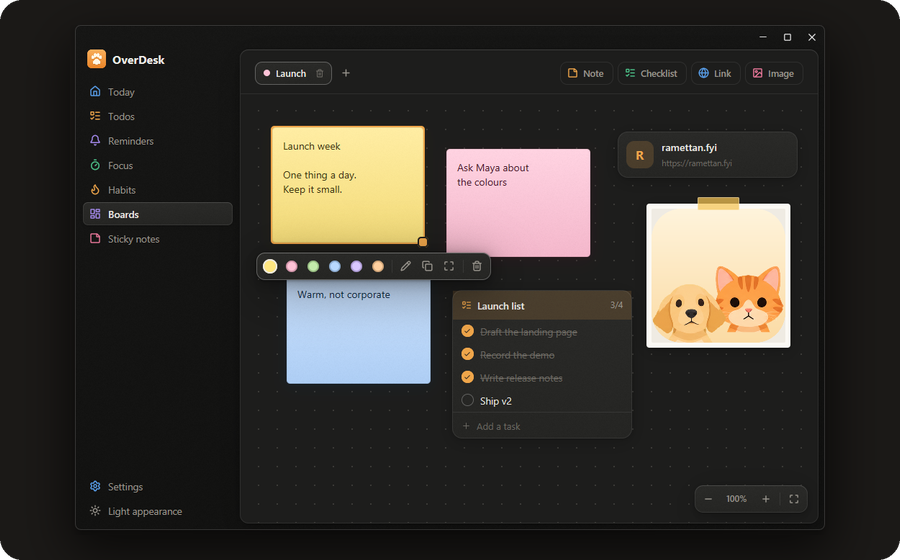 OverDesk
Today
Todos
Reminders
Focus
Habits
Boards
Sticky notes
Settings
Light appearance
Launch
Note
Checklist
Link
Image
Launch week
One thing a day.
Keep it small.
Ask Maya about
the colours
R
ramettan.fyi
https://ramettan.fyi
Warm, not corporate
Launch list
3/4
Draft the landing page
Record the demo
Write release notes
Ship v2
+ Add a task
100%